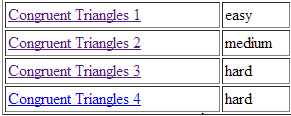 Congruent Triangles 1 easy
Congruent Triangles 2 medium
Congruent Triangles 3 hard
Congruent Triangles 4 hard